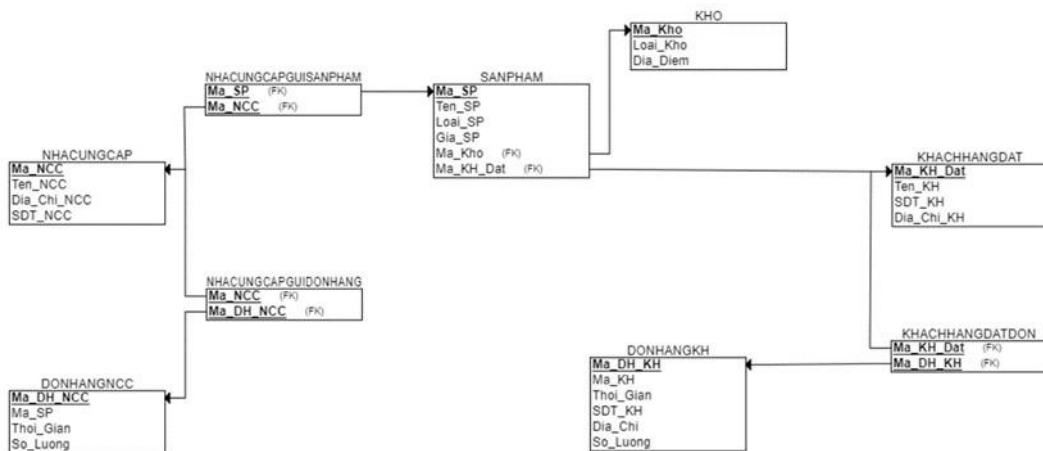 KHO
Ma_Kho
Loai_Kho
Dia_Diem
NHACUNGCAPGUISANPHAM
Ma_SP (FK)
Ma_NCC (FK)
SANPHAM
Ma_SP
Ten_SP
Loai_SP
Gia_SP
Ma_Kho (FK)
Ma_KH_Dat (FK)
NHACUNGCAP
Ma_NCC
Ten_NCC
Dia_Chi_NCC
SDT_NCC
KHACHHANGDAT
Ma_KH_Dat
Ten_KH
SDT_KH
Dia_Chi_KH
NHACUNGCAPGUIDONHANG
Ma_NCC (FK)
Ma_DH_NCC (FK)
KHACHHANGDATDON
Ma_KH_Dat (FK)
Ma_DH_KH (FK)
DONHANGKH
Ma_DH_KH
Ma_KH
Thoi_Gian
SDT_KH
Dia_Chi
So_Luong
DONHANGNCC
Ma_DH_NCC
Ma_SP
Thoi_Gian
So_Luong